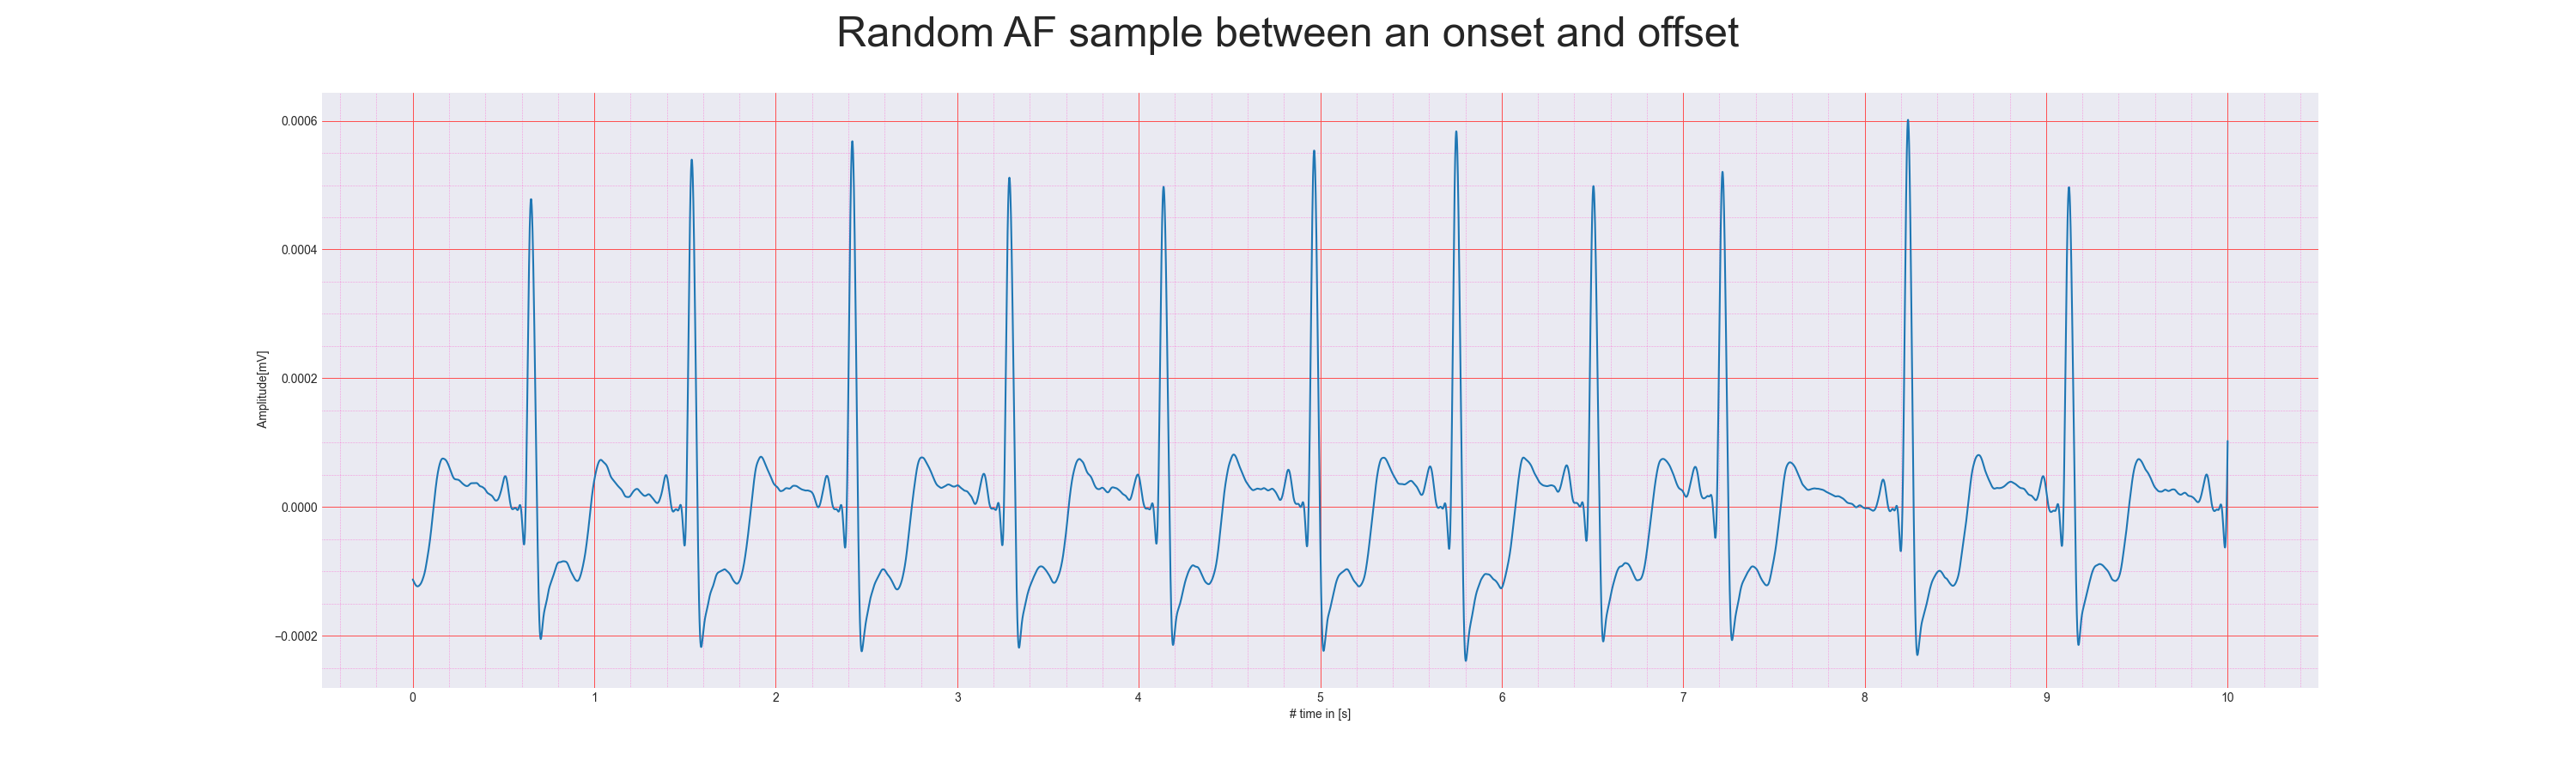 Random AF sample between an onset and offset
0.0006
0.0004
0.0002
0.0000
−0.0002
Amplitude[mV]
0 1 2 3 4 5 6 7 8 9 10
# time in [s]